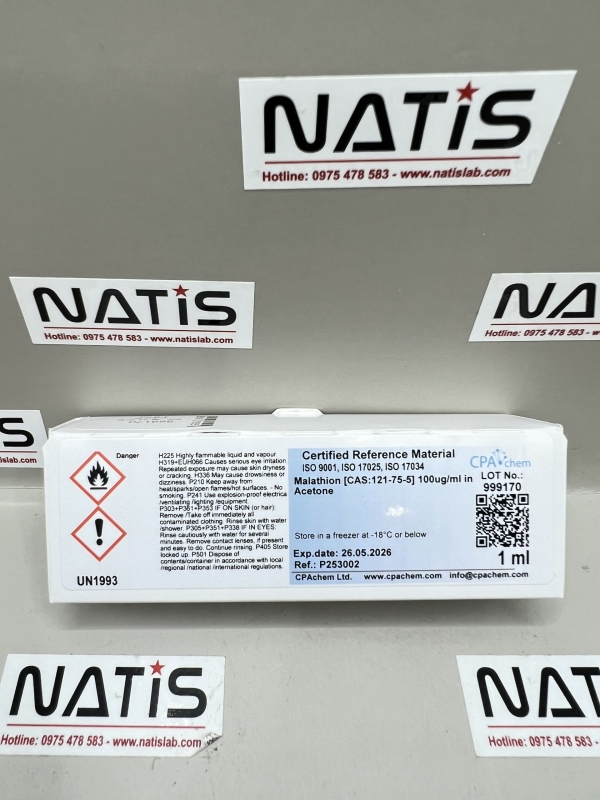 NATIS
Hotline: 0975 478 583 - www.natislab.com
NATIS
Hotline: 0975 478 583 - www.natislab.com
NATIS
Hotline: 0975 478 583 - w
.com
Danger
H225 Highly flammable liquid and vapour
H319+EUH066 Causes serious eye irritation.
Repeated exposure may cause skin dryness
or cracking. H336 May cause drowsiness or
dizziness. P210 Keep away from
heat/sparks/open flames/hot surfaces. - No
smoking. P241 Use explosion-proof electrica
/ventilating /lighting /equipment.
P303+P361+P353 IF ON SKIN (or hair):
Remove /Take off immediately all
contaminated clothing. Rinse skin with water
/shower. P305+P351+P338 IF IN EYES:
Rinse cautiously with water for several
minutes. Remove contact lenses, if present
and easy to do. Continue rinsing. P405 Store
locked up. P501 Dispose of
contents/container in accordance with local
/regional /national /international regulations.
UN1993
Certified Reference Material
ISO 9001, ISO 17025, ISO 17034
CPAchem
LOT No.:
999170
Malathion [CAS:121-75-5] 100ug/ml in
Acetone
Store in a freezer at -18°C or below
Exp.date: 26.05.2026
Ref.: P253002
1 ml
CPAchem Ltd. www.cpachem.com info@cpachem.com
NATIS
Hotline: 0975 478 583 - www.natislab.com
NATIS
Hotline: 0975 478 583 - www.na